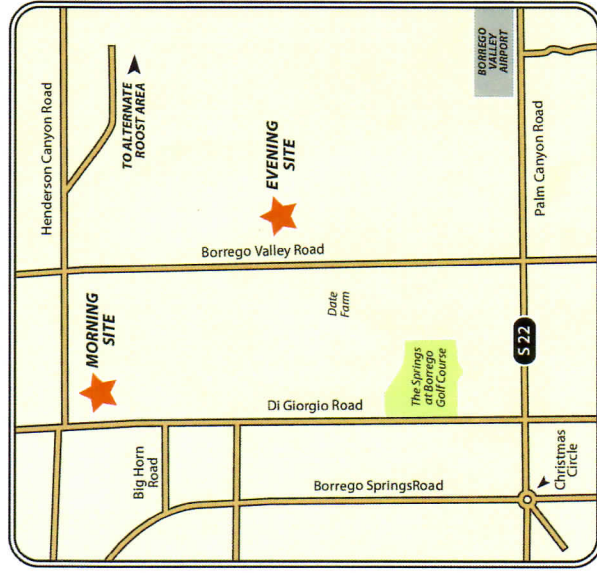 Henderson Canyon Road
TO ALTERNATE
ROOST AREA
BORREGO
VALLEY
AIRPORT
EVENING
SITE
Palm Canyon Road
Borrego Valley Road
MORNING
SITE
Date
Farm
S 22
The Springs
at Borrego
Golf Course
Di Giorgio Road
Big Horn
Road
Borrego SpringsRoad
Christmas
Circle